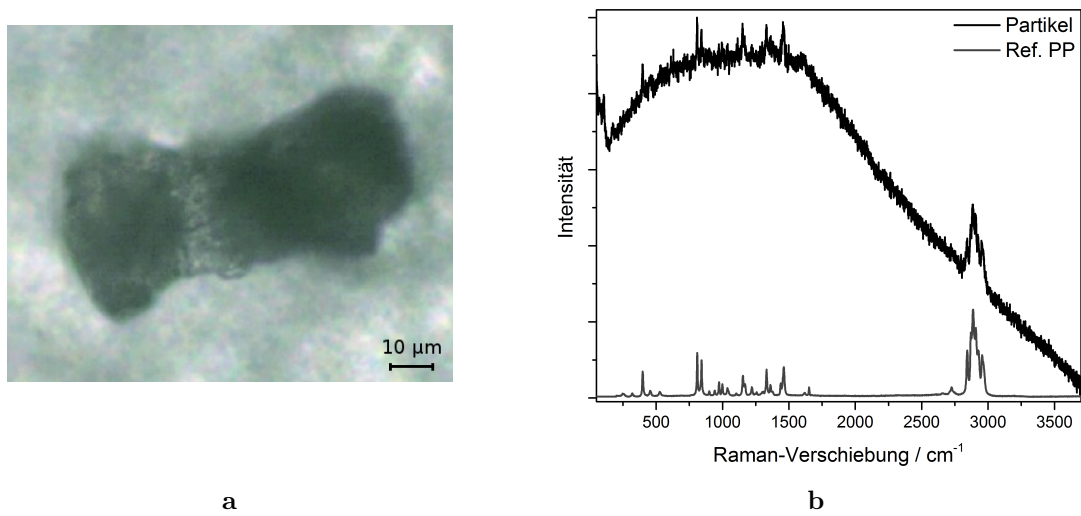 10 µm
Partikel
Ref. PP
Intensität
500 1000 1500 2000 2500 3000 3500
Raman-Verschiebung / cm-1
a b